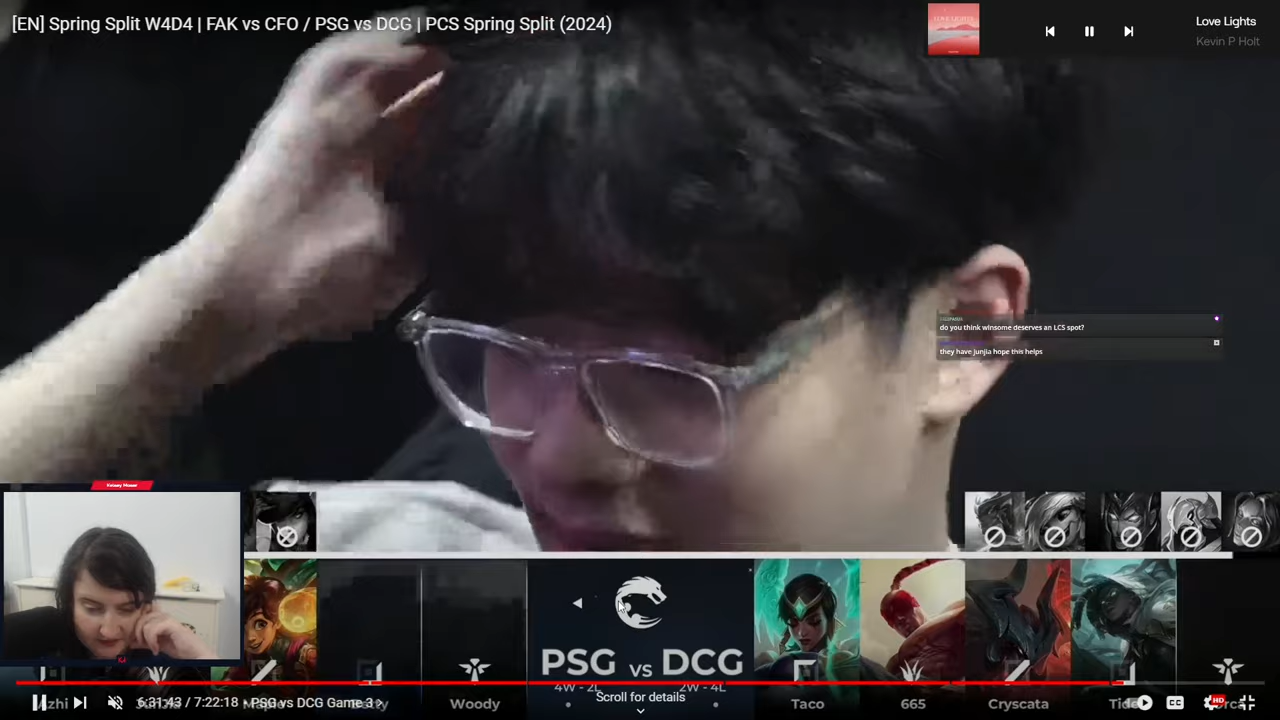 [EN] Spring Split W4D4 | FAK vs CFO / PSG vs DCG | PCS Spring Split (2024)
Love Lights
Kevin P Holt
do you think winsome deserves an LCS spot?
they have junjia hope this helps
PSG vs DCG
4W - 2L
2W - 4L
Woody
Taco
665
Cryscata
6:31:43 / 7:22:18 • PSG vs DCG Game 3 >
Scroll for details
CC
HD